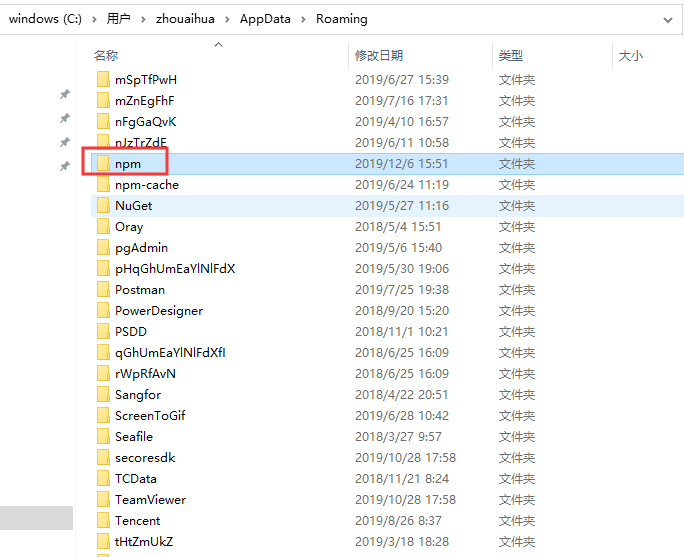 windows (C:) > 用户 > zhouaihua > AppData > Roaming >
名称 修改日期 类型 大小
mSpTfPwH 2019/6/27 15:39 文件夹
mZnEgFhF 2019/7/16 17:31 文件夹
nFgGaQvK 2019/4/10 16:57 文件夹
nJzTrZdE 2019/6/11 10:58 文件夹
npm 2019/12/6 15:51 文件夹
npm-cache 2019/6/24 11:19 文件夹
NuGet 2019/5/27 11:16 文件夹
Oray 2018/5/4 15:51 文件夹
pgAdmin 2019/5/6 15:40 文件夹
pHqGhUmEaYlNlFdX 2019/5/30 19:06 文件夹
Postman 2019/7/25 19:38 文件夹
PowerDesigner 2018/9/20 15:20 文件夹
PSDD 2018/11/1 10:21 文件夹
qGhUmEaYlNlFdXfI 2018/6/25 16:09 文件夹
rWpRfAvN 2018/6/25 16:09 文件夹
Sangfor 2018/4/22 20:51 文件夹
ScreenToGif 2019/6/28 10:42 文件夹
Seafile 2018/3/27 9:57 文件夹
secoresdk 2019/10/28 17:58 文件夹
TCData 2018/11/21 8:24 文件夹
TeamViewer 2019/10/28 17:58 文件夹
Tencent 2019/8/26 8:37 文件夹
tHtZmUkZ 2019/3/18 18:28 文件夹